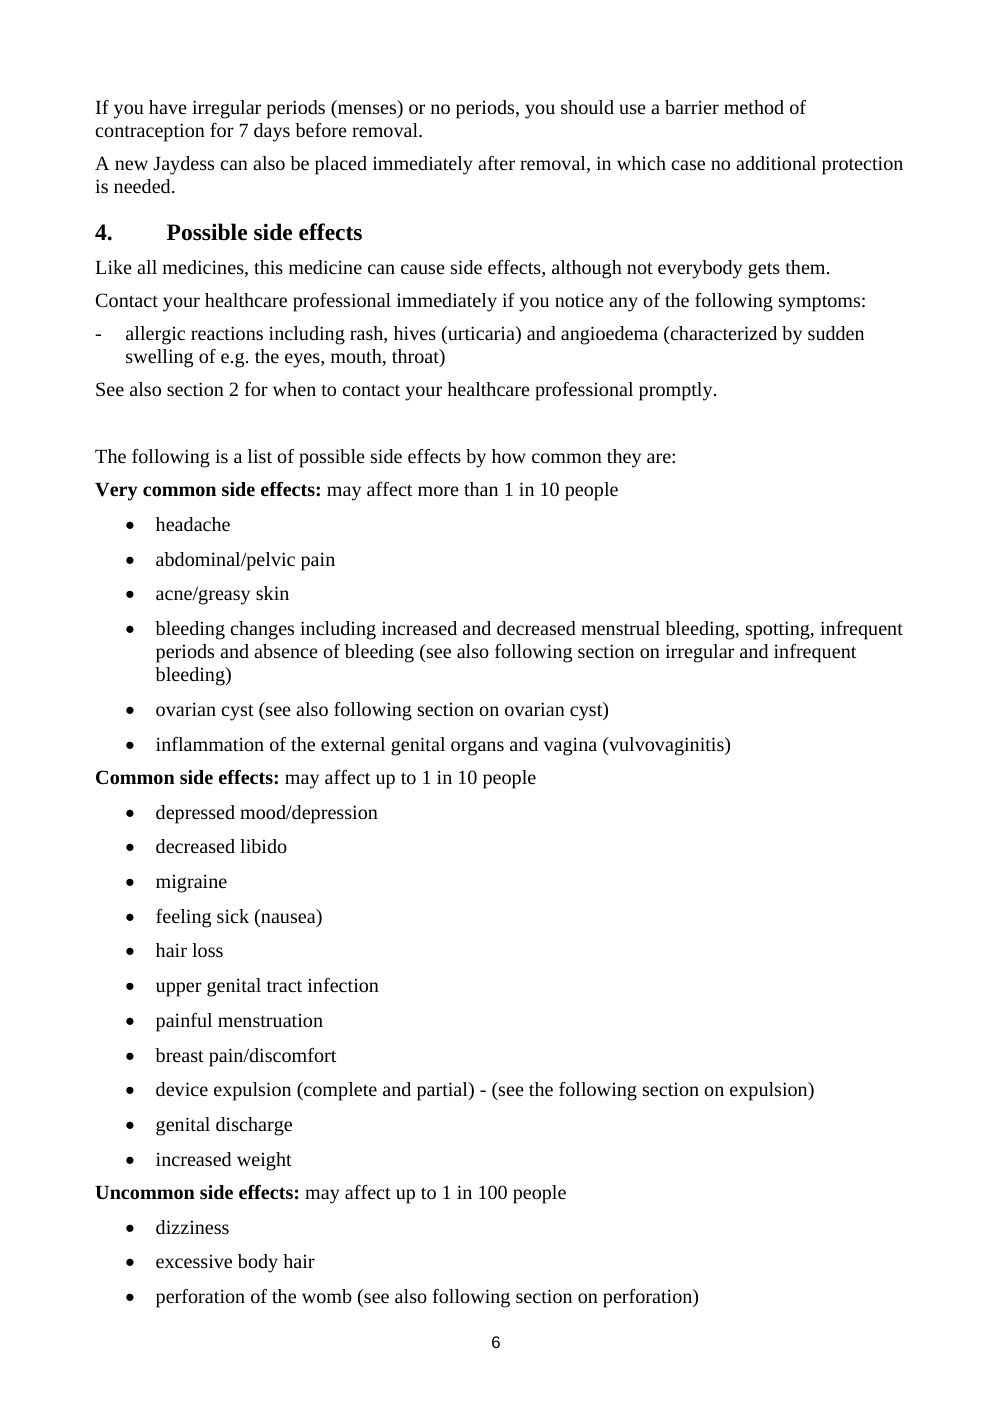 If you have irregular periods (menses) or no periods, you should use a barrier method of
contraception for 7 days before removal.
A new Jaydess can also be placed immediately after removal, in which case no additional protection
is needed.
4. Possible side effects
Like all medicines, this medicine can cause side effects, although not everybody gets them.
Contact your healthcare professional immediately if you notice any of the following symptoms:
- allergic reactions including rash, hives (urticaria) and angioedema (characterized by sudden
swelling of e.g. the eyes, mouth, throat)
See also section 2 for when to contact your healthcare professional promptly.
The following is a list of possible side effects by how common they are:
Very common side effects: may affect more than 1 in 10 people
• headache
• abdominal/pelvic pain
• acne/greasy skin
• bleeding changes including increased and decreased menstrual bleeding, spotting, infrequent
periods and absence of bleeding (see also following section on irregular and infrequent
bleeding)
• ovarian cyst (see also following section on ovarian cyst)
• inflammation of the external genital organs and vagina (vulvovaginitis)
Common side effects: may affect up to 1 in 10 people
• depressed mood/depression
• decreased libido
• migraine
• feeling sick (nausea)
• hair loss
• upper genital tract infection
• painful menstruation
• breast pain/discomfort
• device expulsion (complete and partial) - (see the following section on expulsion)
• genital discharge
• increased weight
Uncommon side effects: may affect up to 1 in 100 people
• dizziness
• excessive body hair
• perforation of the womb (see also following section on perforation)
6